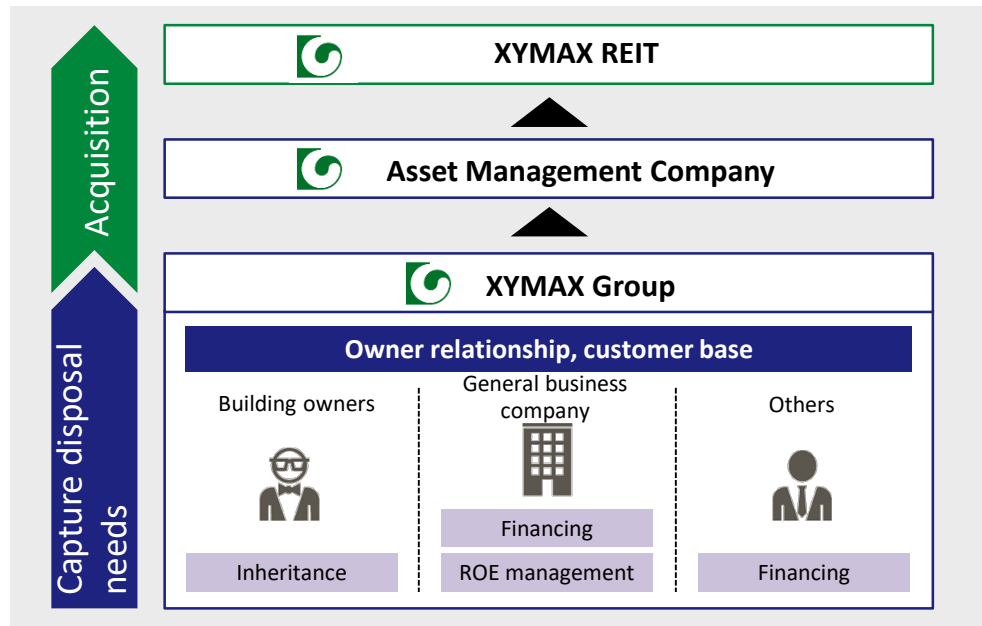 XYMAX REIT
Acquisition
Asset Management Company
XYMAX Group
Capture disposal
needs
Owner relationship, customer base
Building owners
General business
company
Others
Financing
Inheritance
ROE management
Financing